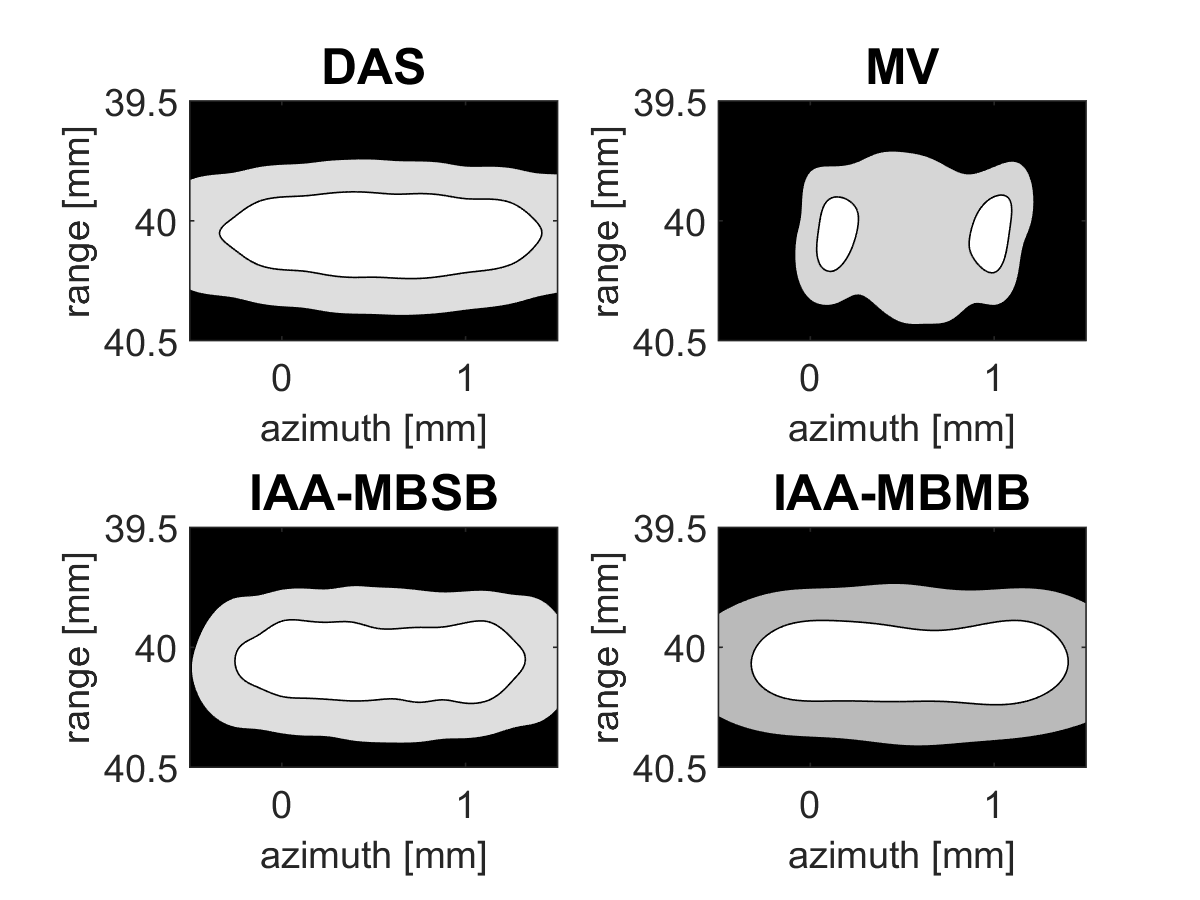 DAS
39.5
40
40.5
range [mm]
0 1
azimuth [mm]
MV
39.5
40
40.5
range [mm]
0 1
azimuth [mm]
IAA-MBSB
39.5
40
40.5
range [mm]
0 1
azimuth [mm]
IAA-MBMB
39.5
40
40.5
range [mm]
0 1
azimuth [mm]